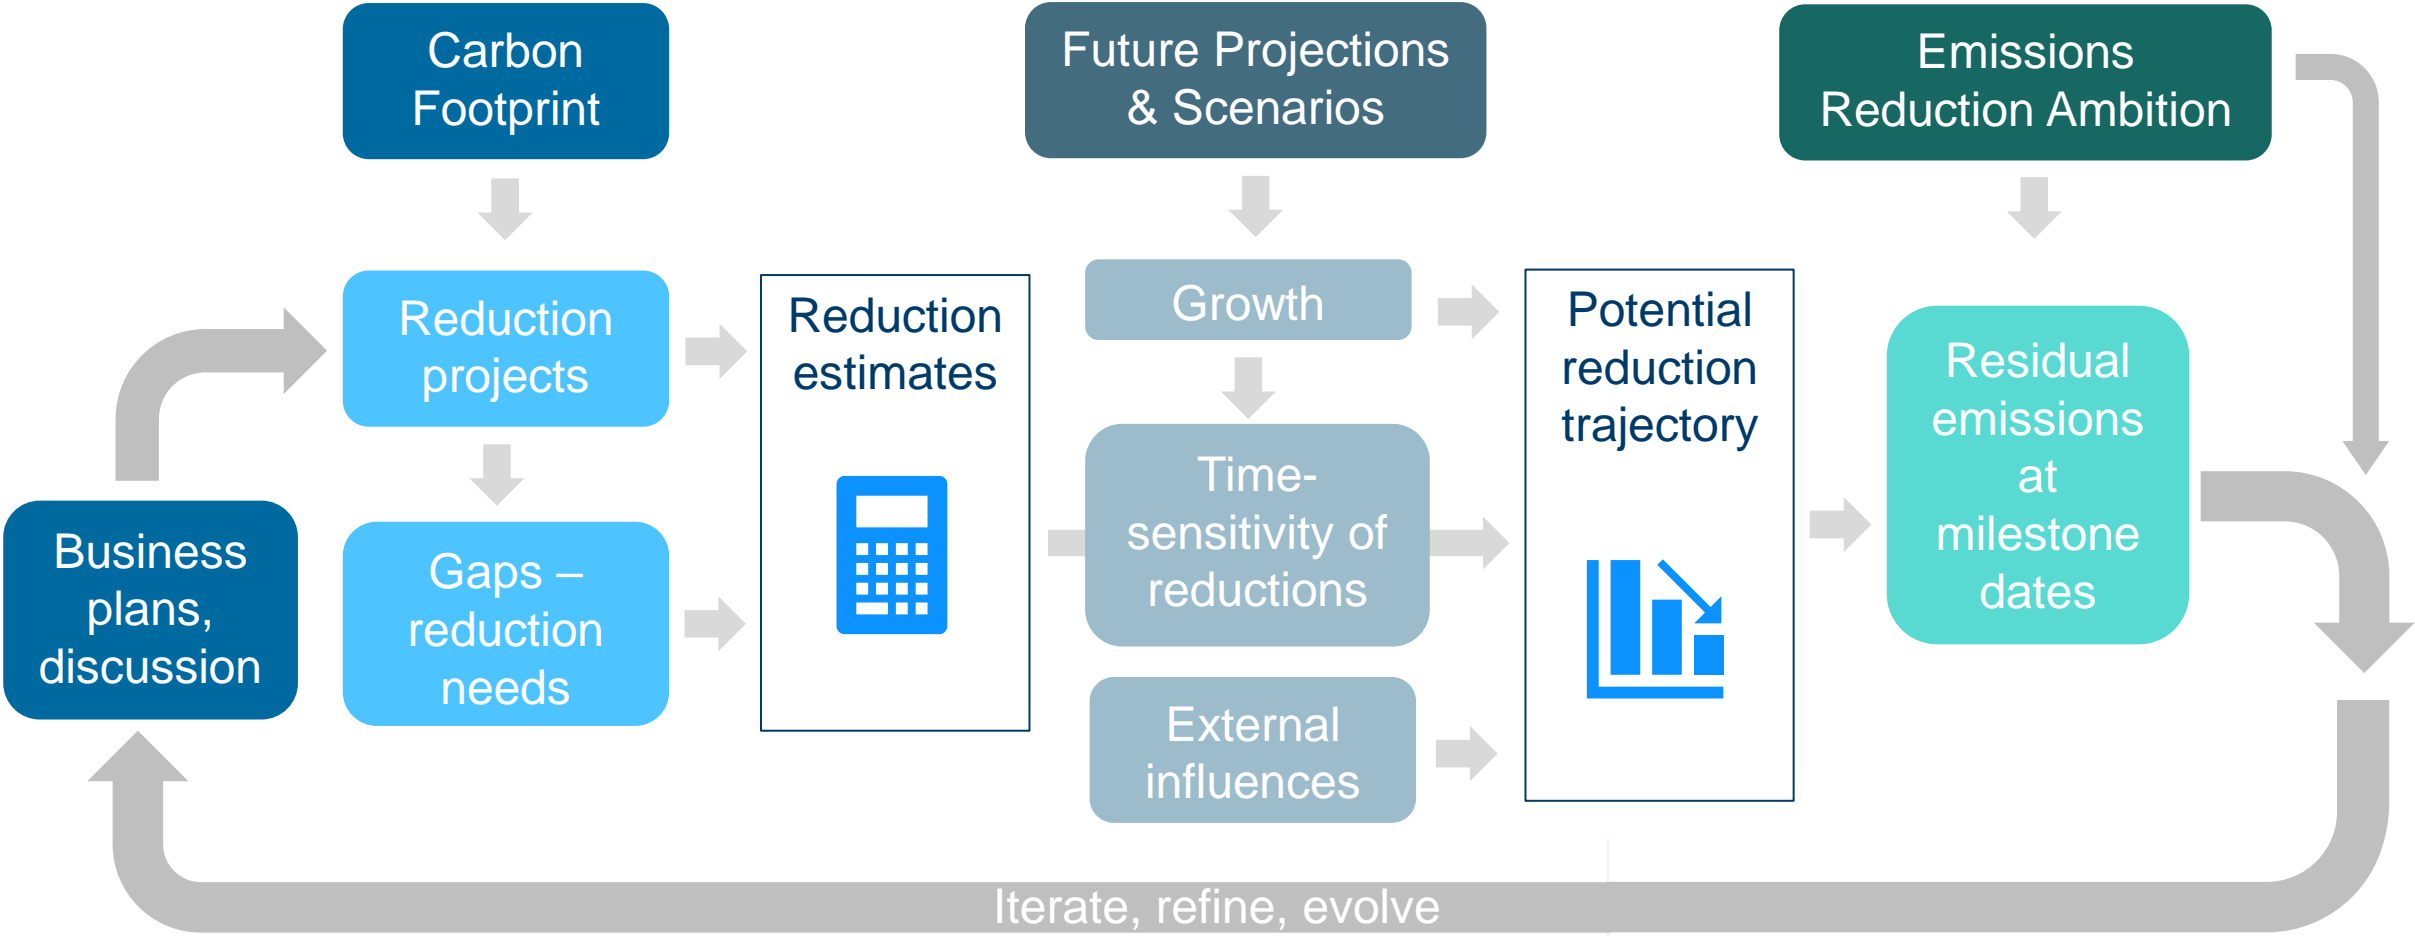 Carbon
Footprint
Future Projections
& Scenarios
Emissions
Reduction Ambition
Reduction
projects
Gaps –
reduction
needs
Business
plans,
discussion
Reduction
estimates
Growth
Time-
sensitivity of
reductions
External
influences
Potential
reduction
trajectory
Residual
emissions
at
milestone
dates
Iterate, refine, evolve